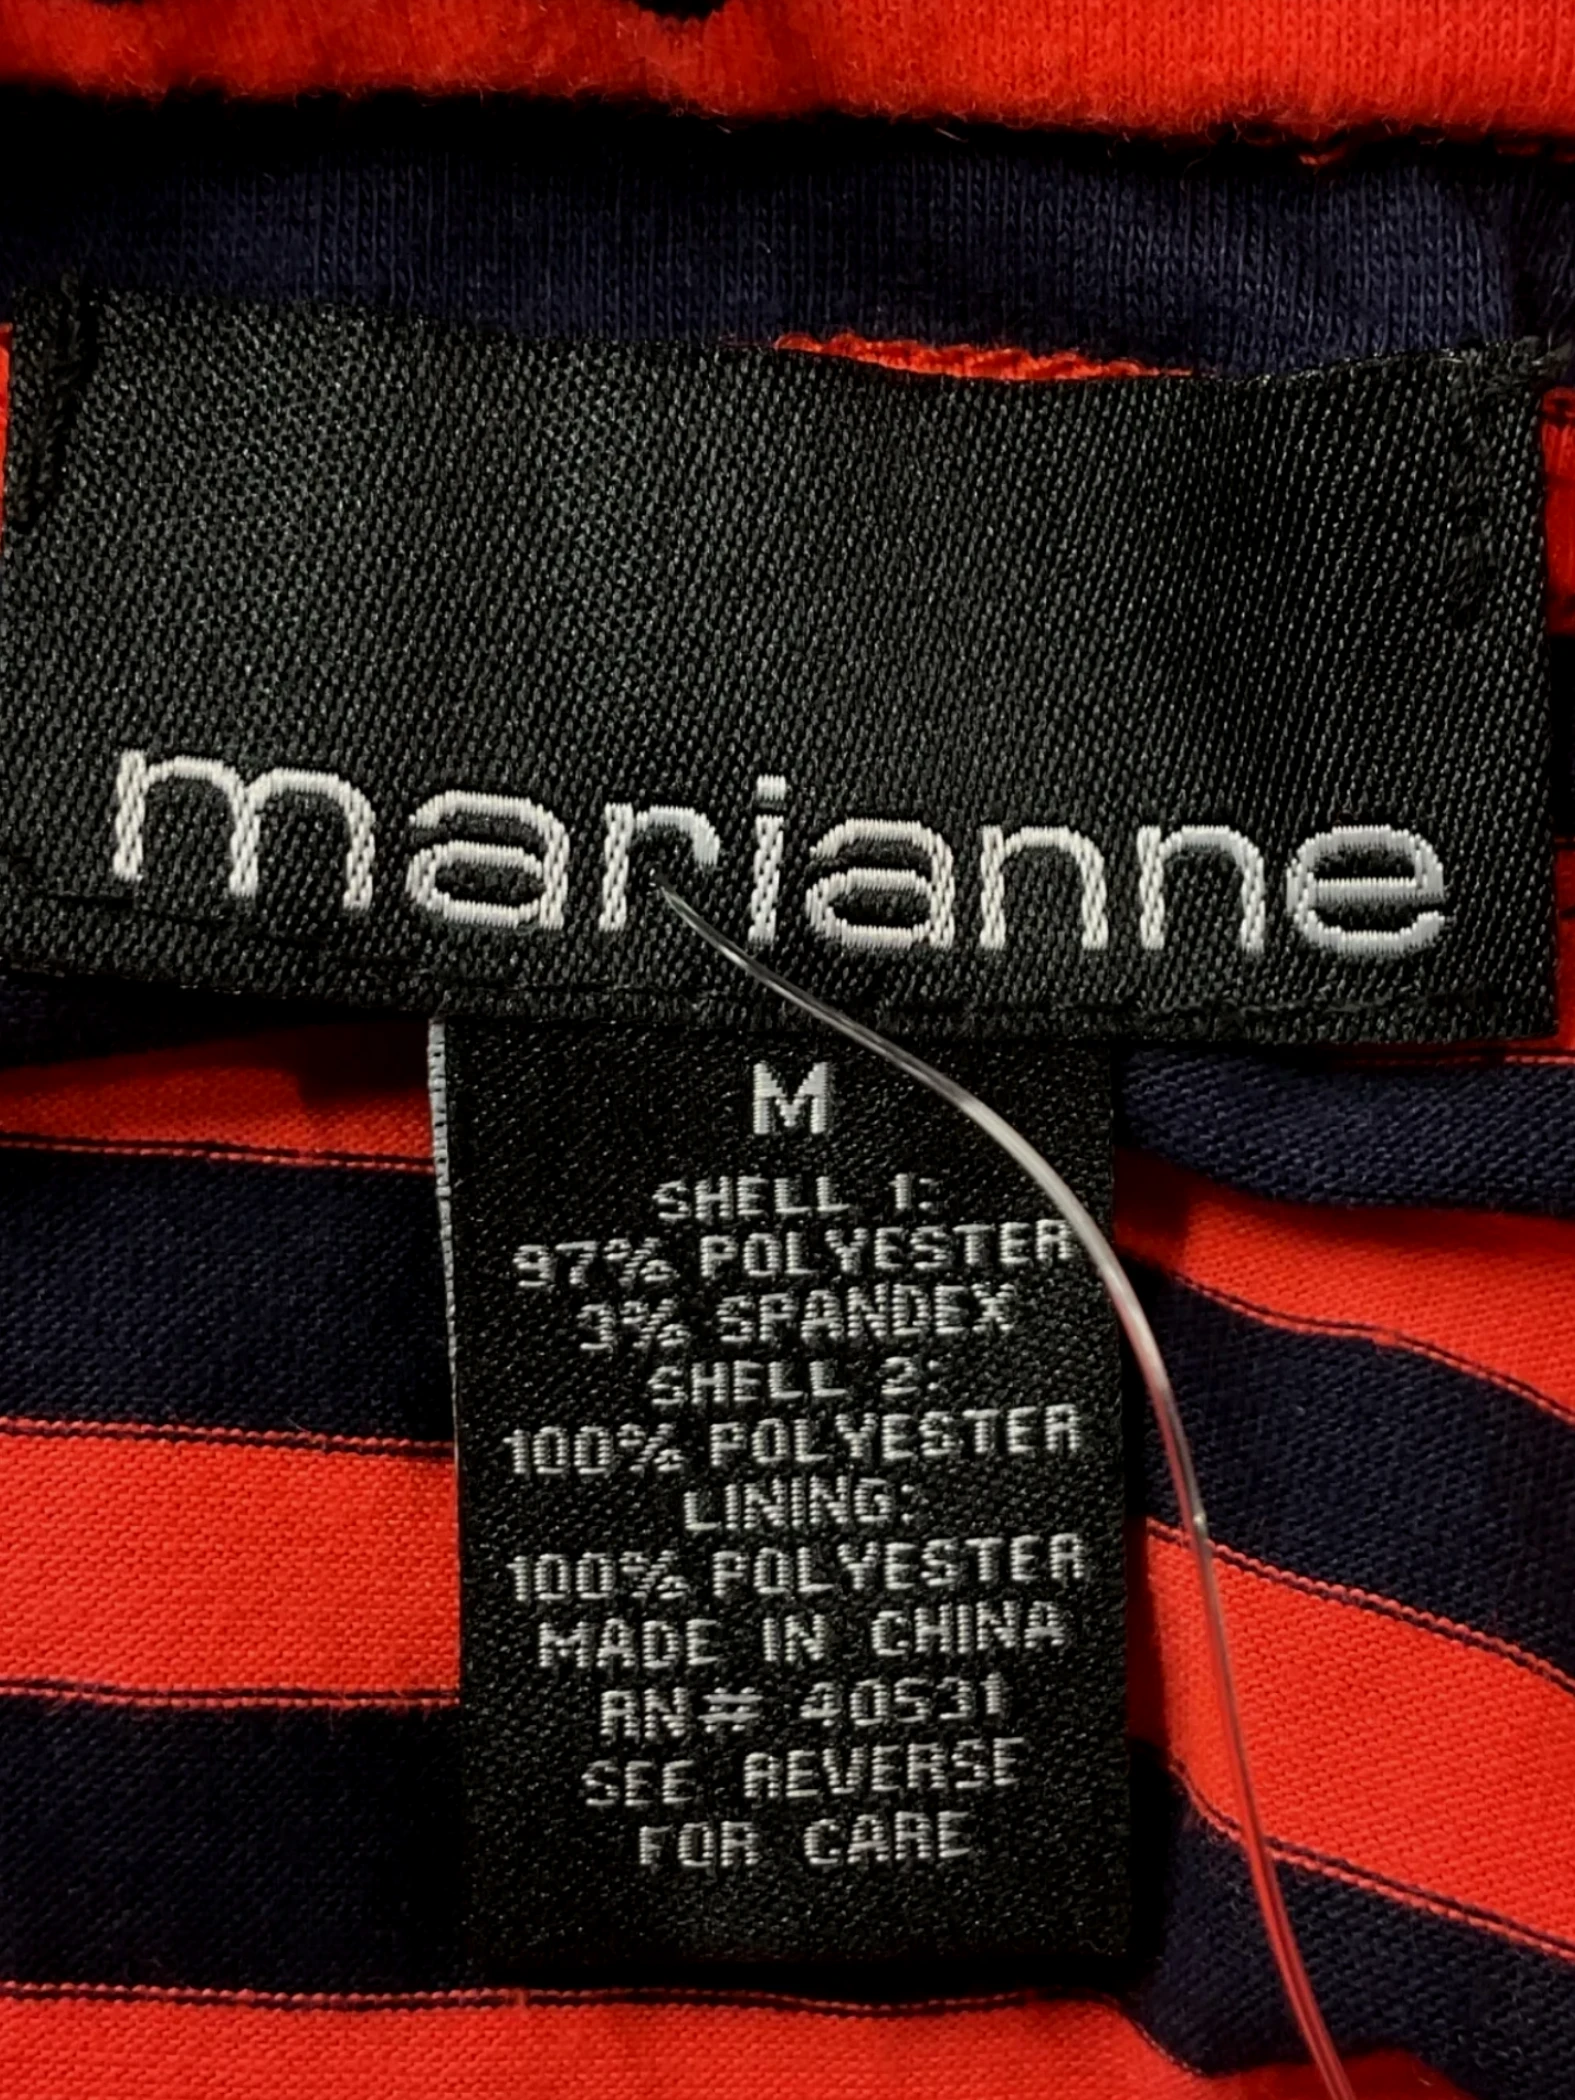 marianne
M
SHELL 1:
97% POLYESTER
3% SPANDEX
SHELL 2:
100% POLYESTER
LINING:
100% POLYESTER
MADE IN CHINA
RN# 40531
SEE REVERSE
FOR CARE